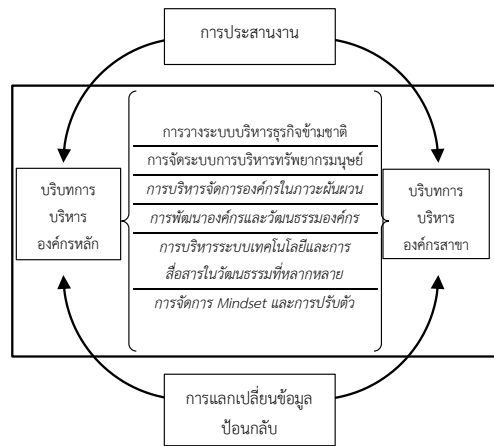 การประสานงาน
การวางระบบบริหารธุรกิจข้ามชาติ
การจัดระบบการบริหารทรัพยากรมนุษย์
การบริหารจัดการองค์กรในภาวะผันผวน
การพัฒนาองค์กรและวัฒนธรรมองค์กร
การบริหารระบบเทคโนโลยีและการ
สื่อสารในวัฒนธรรมที่หลากหลาย
การจัดการ Mindset และการปรับตัว
บริบทการ
บริหาร
องค์กรหลัก
บริบทการ
บริหาร
องค์กรสาขา
การแลกเปลี่ยนข้อมูล
ป้อนกลับ